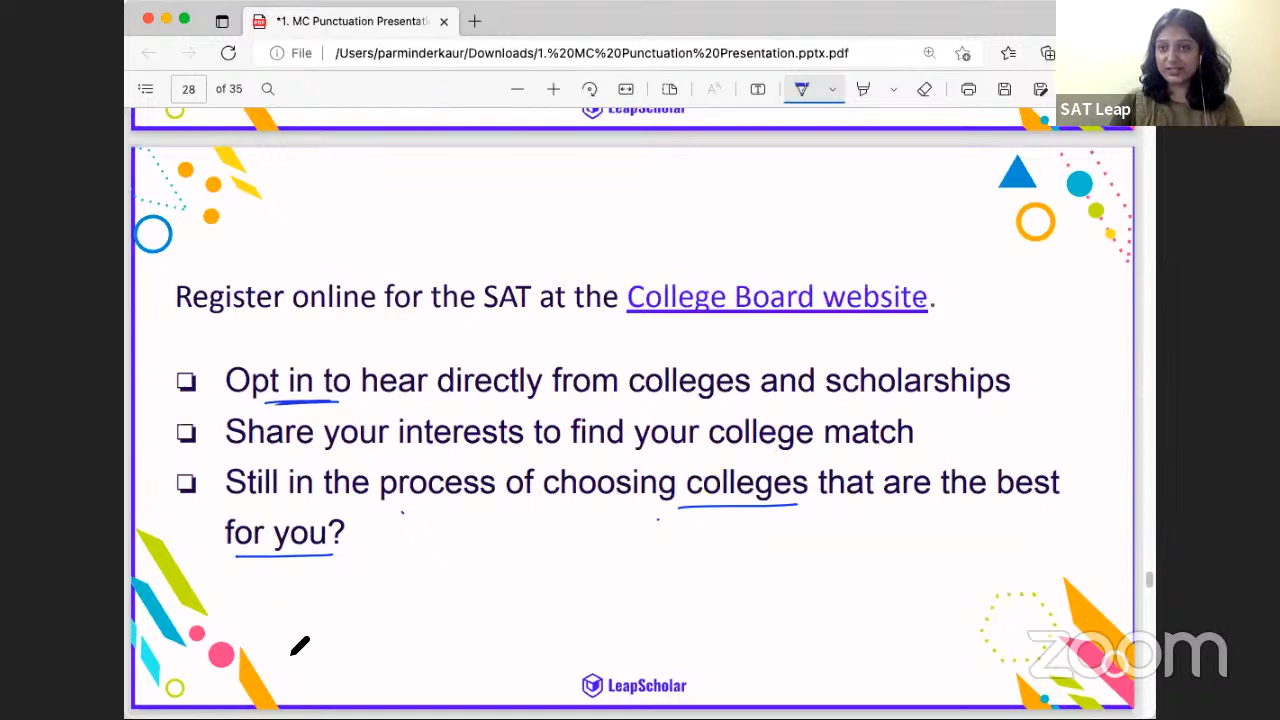 *1. MC Punctuation Presentati
File /Users/parminderkaur/Downloads/1.%20MC%20Punctuation%20Presentation.pptx.pdf
28 of 35
SAT Leap
LeapScholar
Register online for the SAT at the College Board website.
Opt in to hear directly from colleges and scholarships
Share your interests to find your college match
Still in the process of choosing colleges that are the best
for you?
zoom
LeapScholar